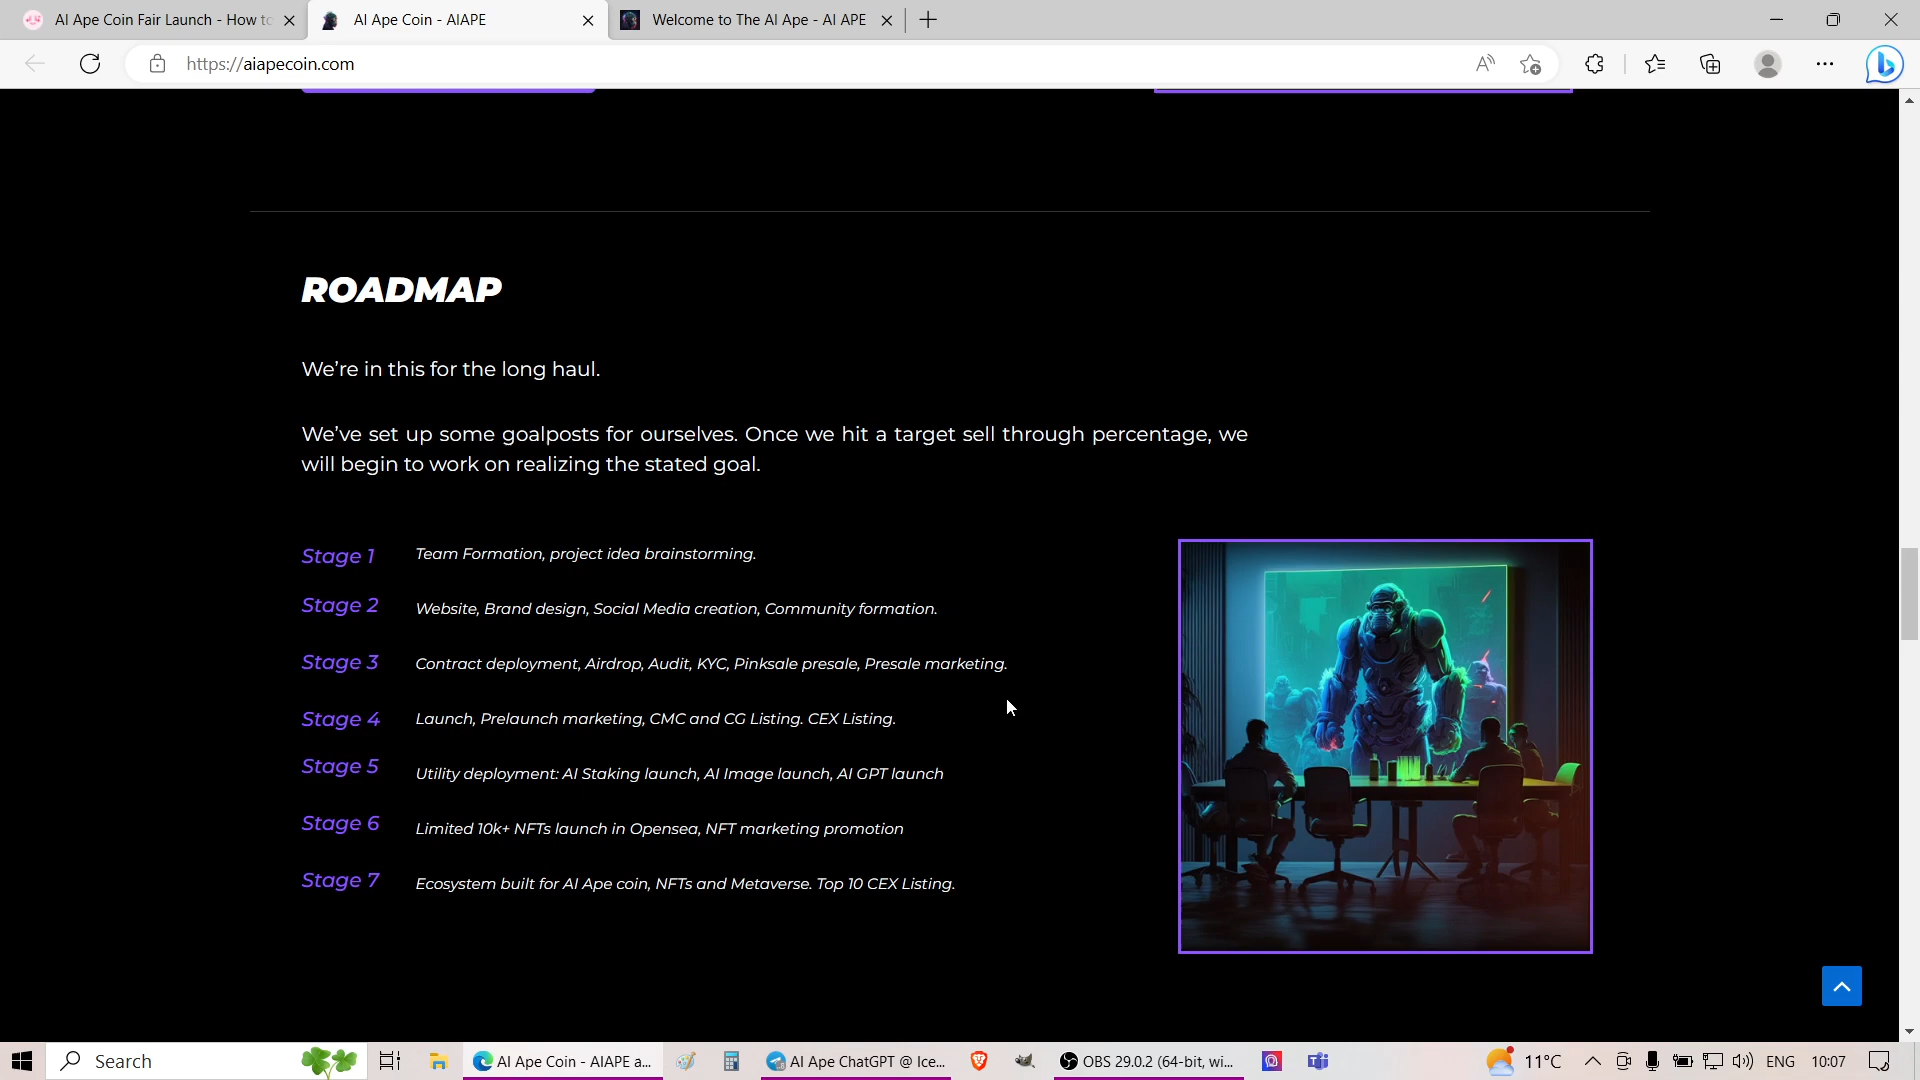 AI Ape Coin Fair Launch - How to
AI Ape Coin - AIAPE
Welcome to The AI Ape - AI APE
https://aiapecoin.com
ROADMAP
We're in this for the long haul.
We've set up some goalposts for ourselves. Once we hit a target sell through percentage, we
will begin to work on realizing the stated goal.
Stage 1 Team Formation, project idea brainstorming.
Stage 2 Website, Brand design, Social Media creation, Community formation.
Stage 3 Contract deployment, Airdrop, Audit, KYC, Pinksale presale, Presale marketing.
Stage 4 Launch, Prelaunch marketing, CMC and CG Listing. CEX Listing.
Stage 5 Utility deployment: AI Staking launch, AI Image launch, AI GPT launch
Stage 6 Limited 10k+ NFTs launch in Opensea, NFT marketing promotion
Stage 7 Ecosystem built for AI Ape coin, NFTs and Metaverse. Top 10 CEX Listing.
Search
AI Ape Coin - AIAPE a...
AI Ape ChatGPT @ Ice...
OBS 29.0.2 (64-bit, wi...
11°C
ENG
10:07